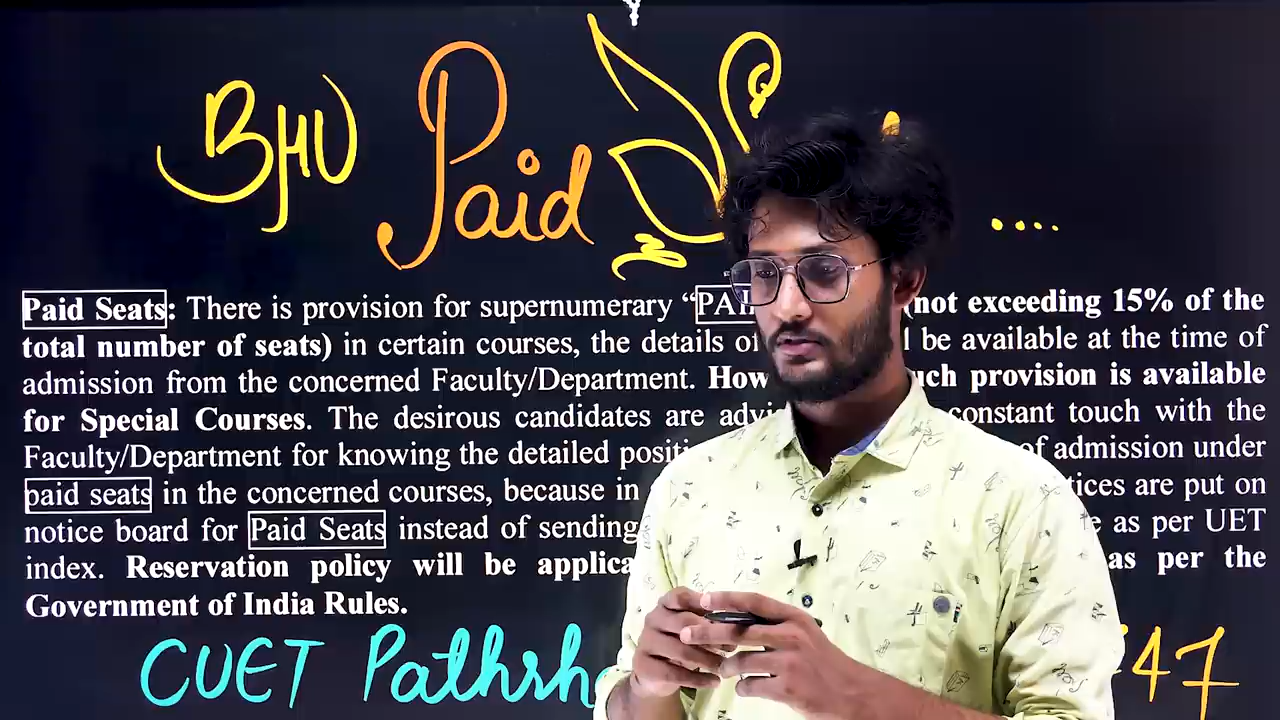 BHU Paid
Paid Seats: There is provision for supernumerary “PAI (not exceeding 15% of the
total number of seats) in certain courses, the details of l be available at the time of
admission from the concerned Faculty/Department. How uch provision is available
for Special Courses. The desirous candidates are advi constant touch with the
Faculty/Department for knowing the detailed positi of admission under
paid seats in the concerned courses, because in tices are put on
notice board for Paid Seats instead of sending e as per UET
index. Reservation policy will be applica as per the
Government of India Rules.
CUET Pathsh 47